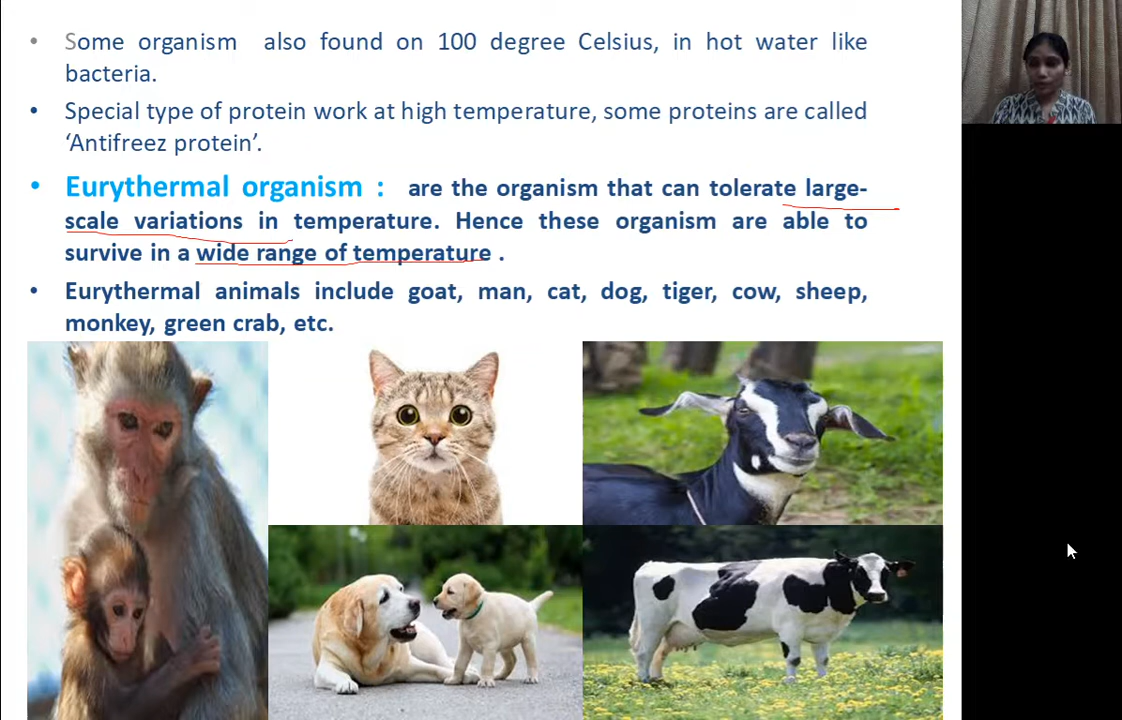 • Some organism also found on 100 degree Celsius, in hot water like
bacteria.
• Special type of protein work at high temperature, some proteins are called
‘Antifreez protein’.
• Eurythermal organism : are the organism that can tolerate large-
scale variations in temperature. Hence these organism are able to
survive in a wide range of temperature .
• Eurythermal animals include goat, man, cat, dog, tiger, cow, sheep,
monkey, green crab, etc.